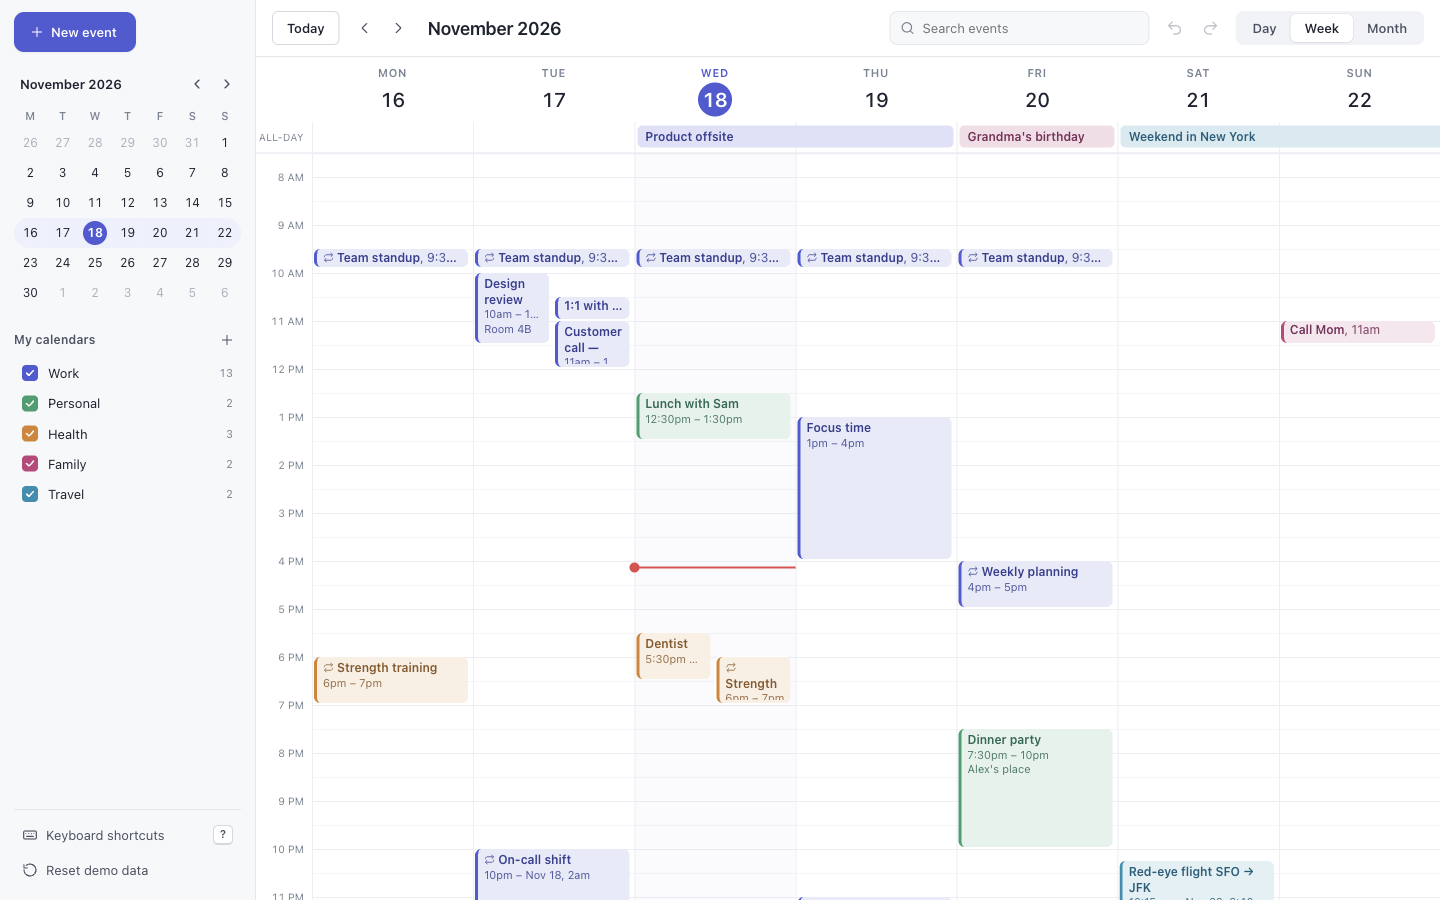 New event
November 2026
M T W T F S S
26 27 28 29 30 31 1
2 3 4 5 6 7 8
9 10 11 12 13 14 15
16 17 18 19 20 21 22
23 24 25 26 27 28 29
30 1 2 3 4 5 6
My calendars
Work 13
Personal 2
Health 3
Family 2
Travel 2
Keyboard shortcuts ?
Reset demo data
Today
November 2026
Search events
Day Week Month
MON TUE WED THU FRI SAT SUN
16 17 18 19 20 21 22
ALL-DAY
Product offsite
Grandma's birthday
Weekend in New York
8 AM
9 AM
10 AM
11 AM
12 PM
1 PM
2 PM
3 PM
4 PM
5 PM
6 PM
7 PM
8 PM
9 PM
10 PM
11 PM
Team standup, 9:3...
Strength training
6pm – 7pm
Team standup, 9:3...
Design
review
10am – 1...
Room 4B
1:1 with ...
Customer
call —
11am – 1
On-call shift
10pm – Nov 18, 2am
Team standup, 9:3...
Lunch with Sam
12:30pm – 1:30pm
Dentist
5:30pm ...
Strength
6pm – 7pm
Team standup, 9:3...
Focus time
1pm – 4pm
Team standup, 9:3...
Weekly planning
4pm – 5pm
Dinner party
7:30pm – 10pm
Alex's place
Red-eye flight SFO →
JFK
Call Mom, 11am